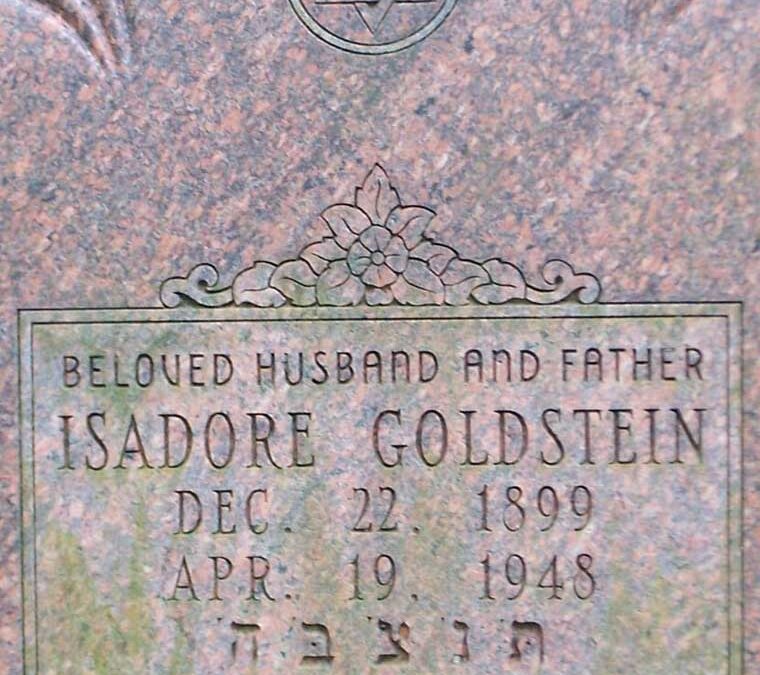 BELOVED HUSBAND AND FATHER
ISADORE GOLDSTEIN
DEC. 22. 1899
APR. 19. 1948
ת' נ' צ' ב' ה'